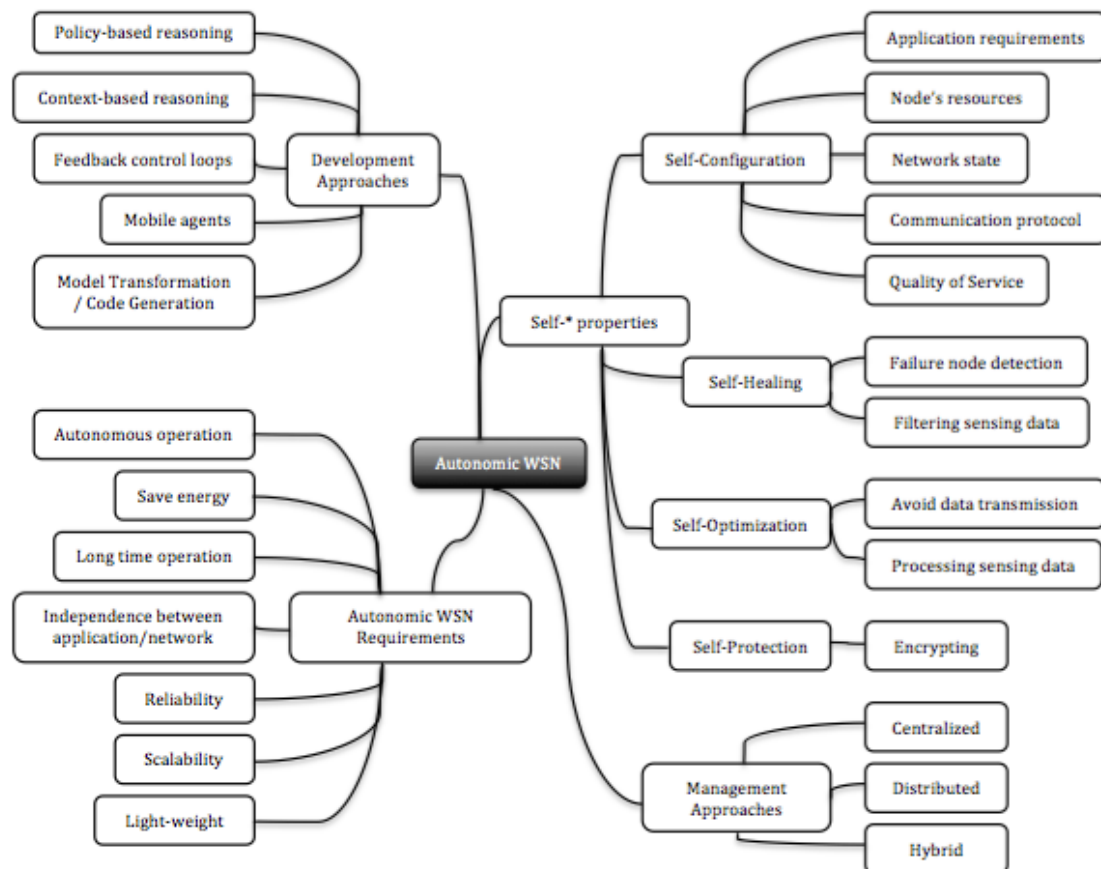 Policy-based reasoning
Context-based reasoning
Feedback control loops
Mobile agents
Model Transformation
/ Code Generation
Development
Approaches
Autonomous operation
Save energy
Long time operation
Independence between
application/network
Reliability
Scalability
Light-weight
Autonomic WSN
Requirements
Autonomic WSN
Self-* properties
Self-Configuration
Application requirements
Node's resources
Network state
Communication protocol
Quality of Service
Self-Healing
Failure node detection
Filtering sensing data
Self-Optimization
Avoid data transmission
Processing sensing data
Self-Protection
Encrypting
Management
Approaches
Centralized
Distributed
Hybrid